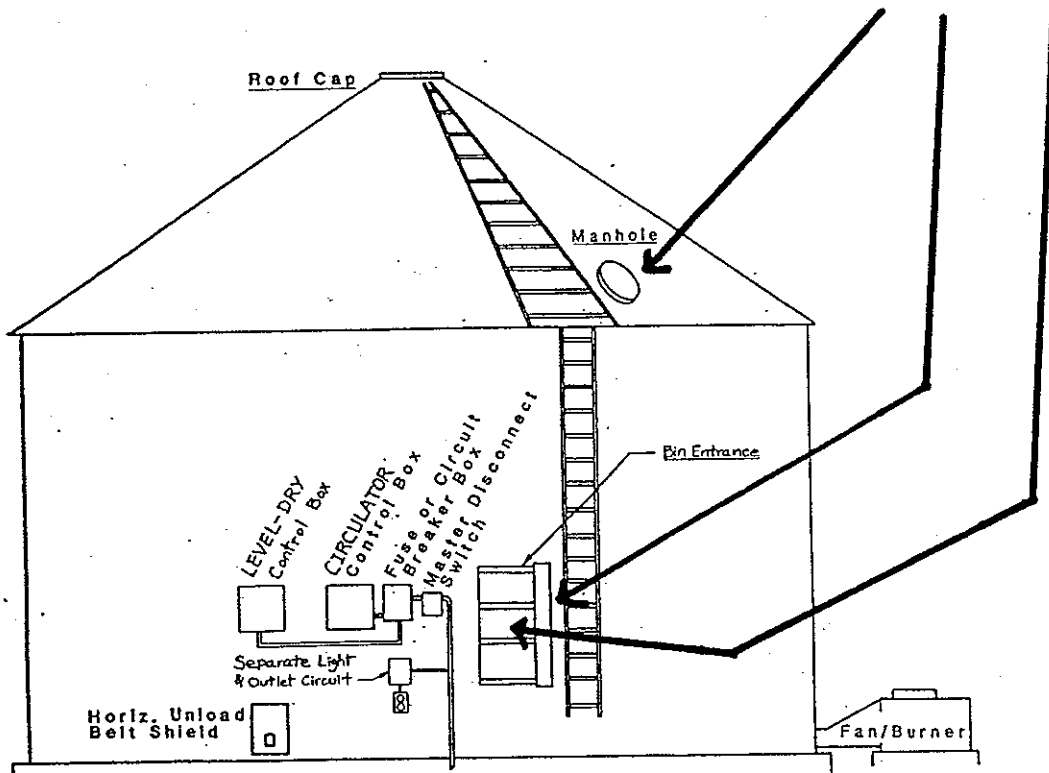 Roof Cap
Manhole
Bin Entrance
LEVEL-DRY
Control Box
CIRCULATOR
Control Box
Fuse or Circuit
Breaker Box
Master Disconnect
Switch
Separate Light
& Outlet Circuit
Horiz. Unload
Belt Shield
Fan/Burner